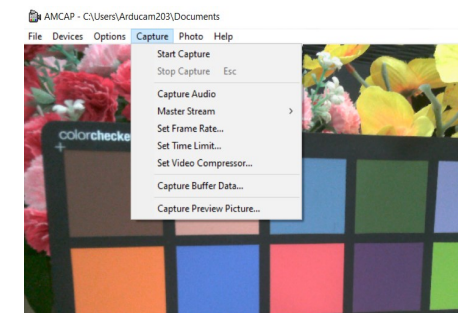 AMCAP - C:\Users\Arducam203\Documents
File Devices Options Capture Photo Help
Start Capture
Stop Capture Esc
Capture Audio
Master Stream >
Set Frame Rate...
Set Time Limit...
Set Video Compressor...
Capture Buffer Data...
Capture Preview Picture...
colorchecke